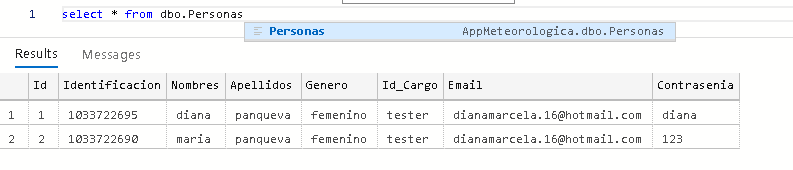 1 select * from dbo.Personas
Personas AppMeteorologica.dbo.Personas
Results Messages
Id Identificacion Nombres Apellidos Genero Id_Cargo Email Contrasenia
1 1 1033722695 diana panqueva femenino tester dianamarcela.16@hotmail.com diana
2 2 1033722690 maria panqueva femenino tester dianamarcela.16@hotmail.com 123